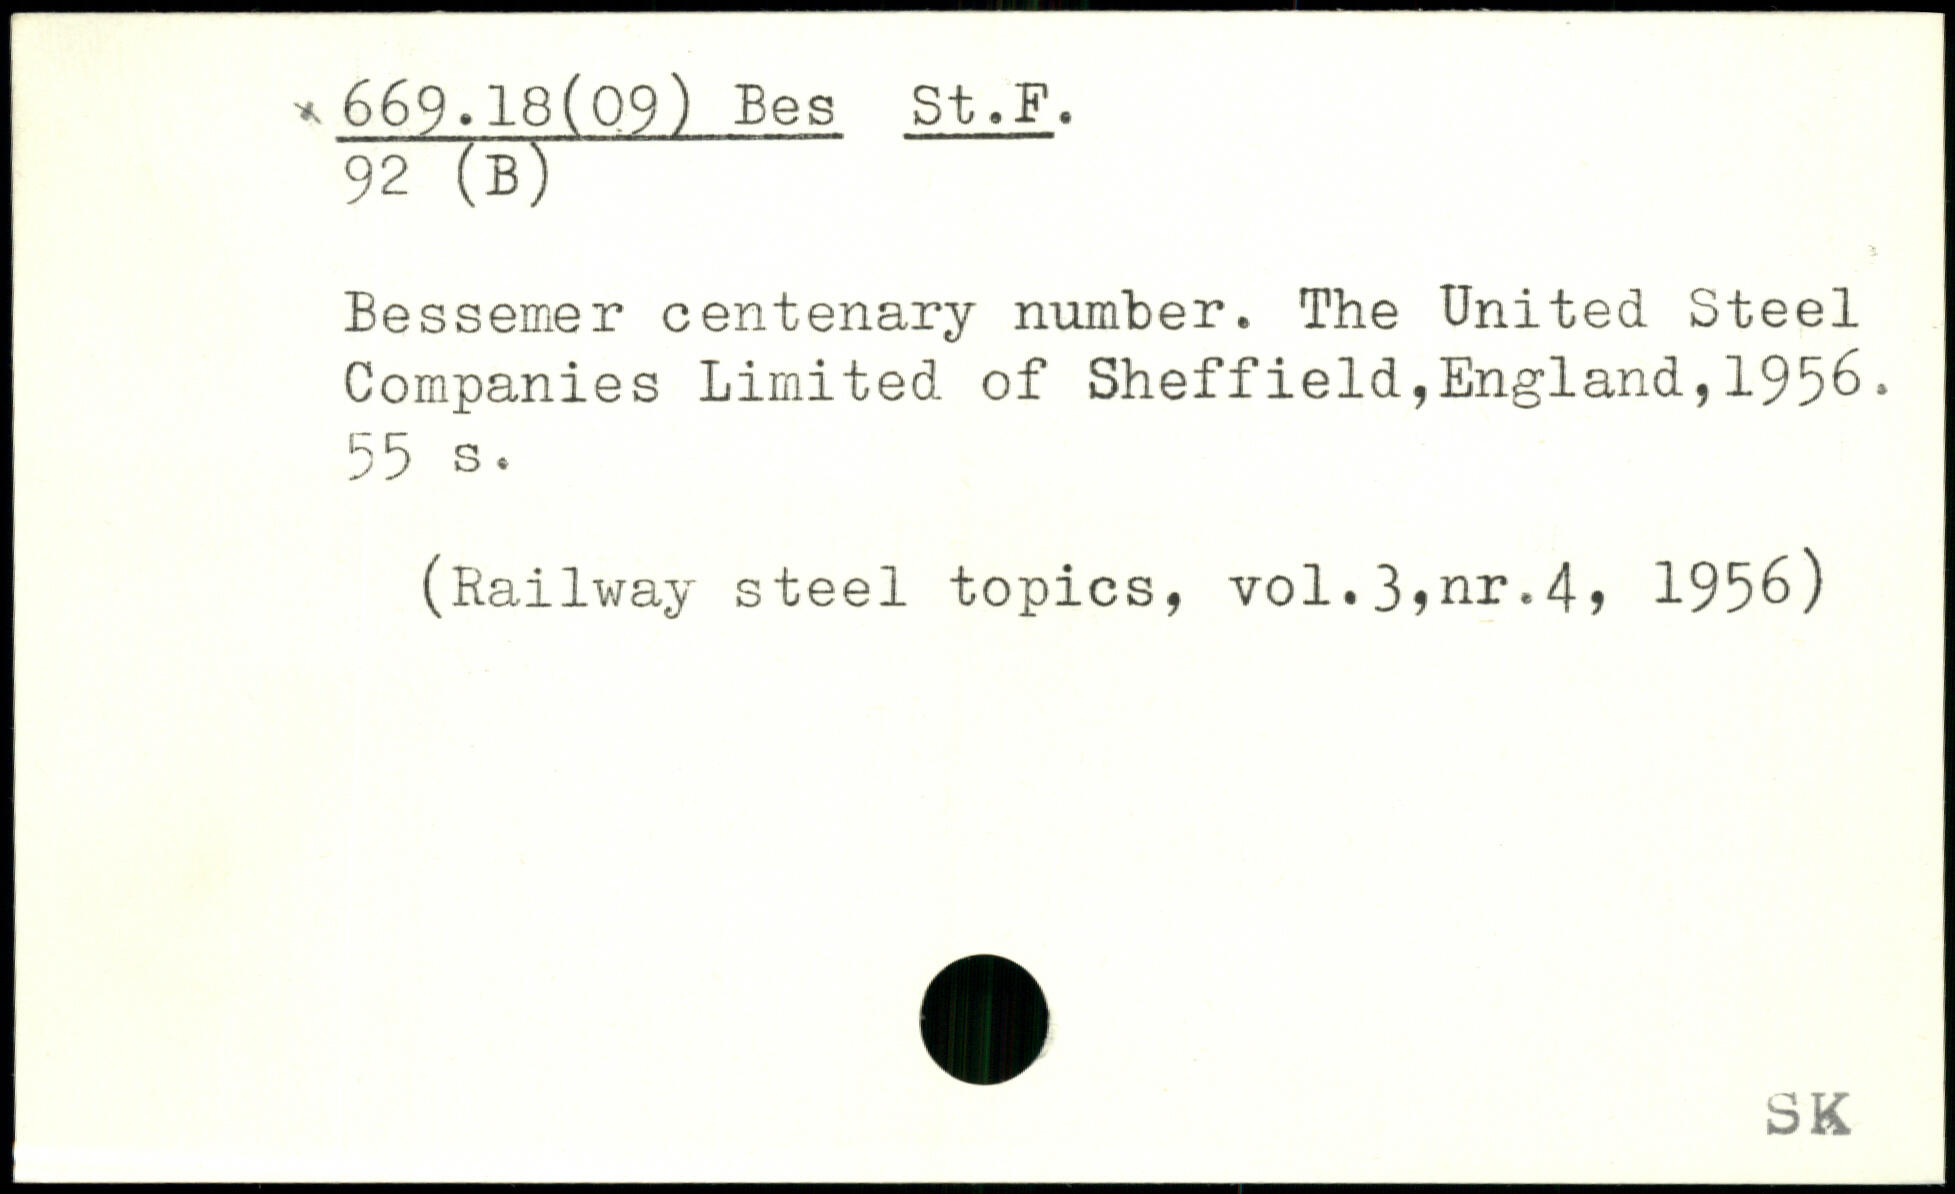 x 669.18(09) Bes St.F.
92 (B)
Bessemer centenary number. The United Steel
Companies Limited of Sheffield,England,1956.
55 s.
(Railway steel topics, vol.3,nr.4, 1956)
SK